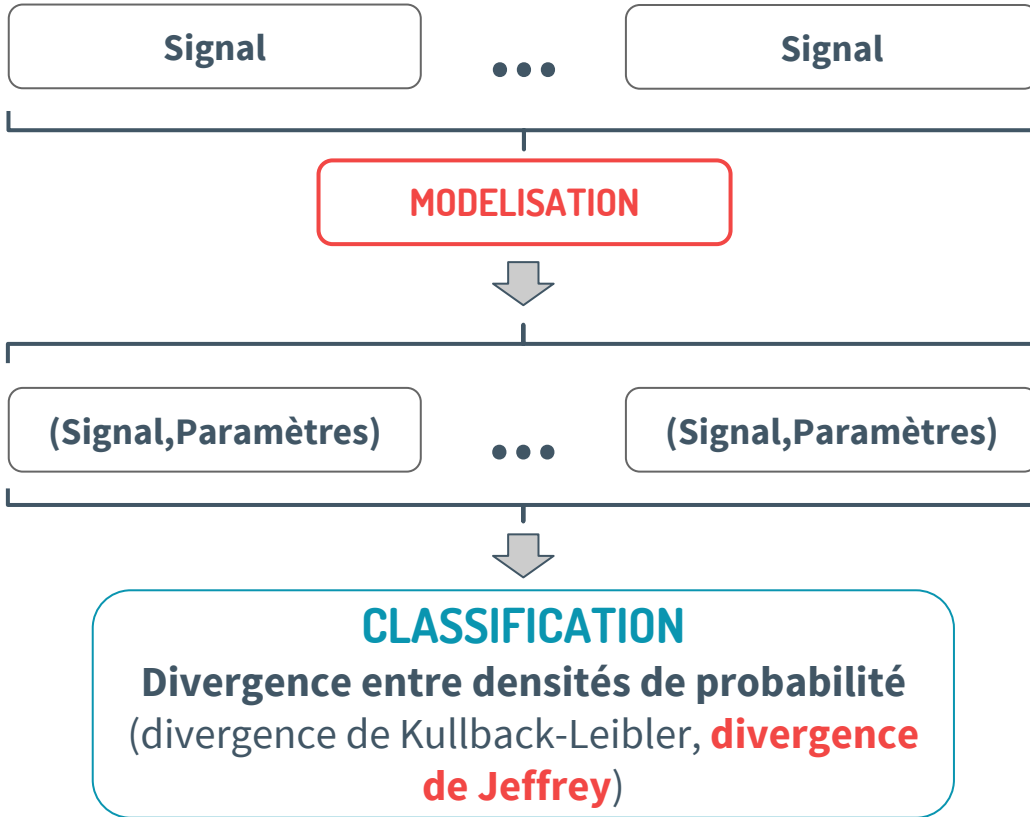 Signal
...
Signal
MODELISATION
(Signal,Paramètres)
...
(Signal,Paramètres)
CLASSIFICATION
Divergence entre densités de probabilité
(divergence de Kullback-Leibler, divergence
de Jeffrey)